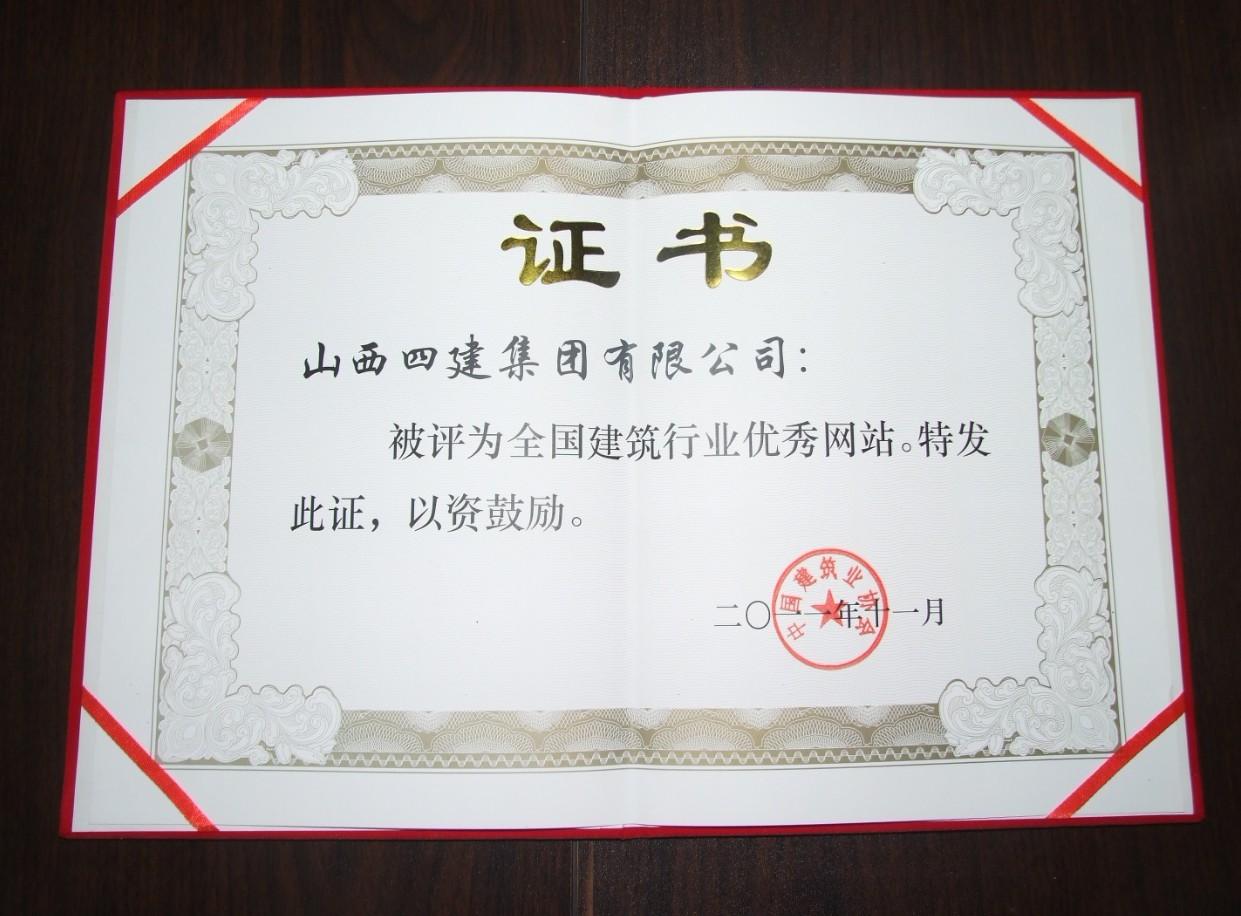 证书
山西四建集团有限公司：
被评为全国建筑行业优秀网站。特发
此证，以资鼓励。
中国建筑业协会
二〇一一年十一月